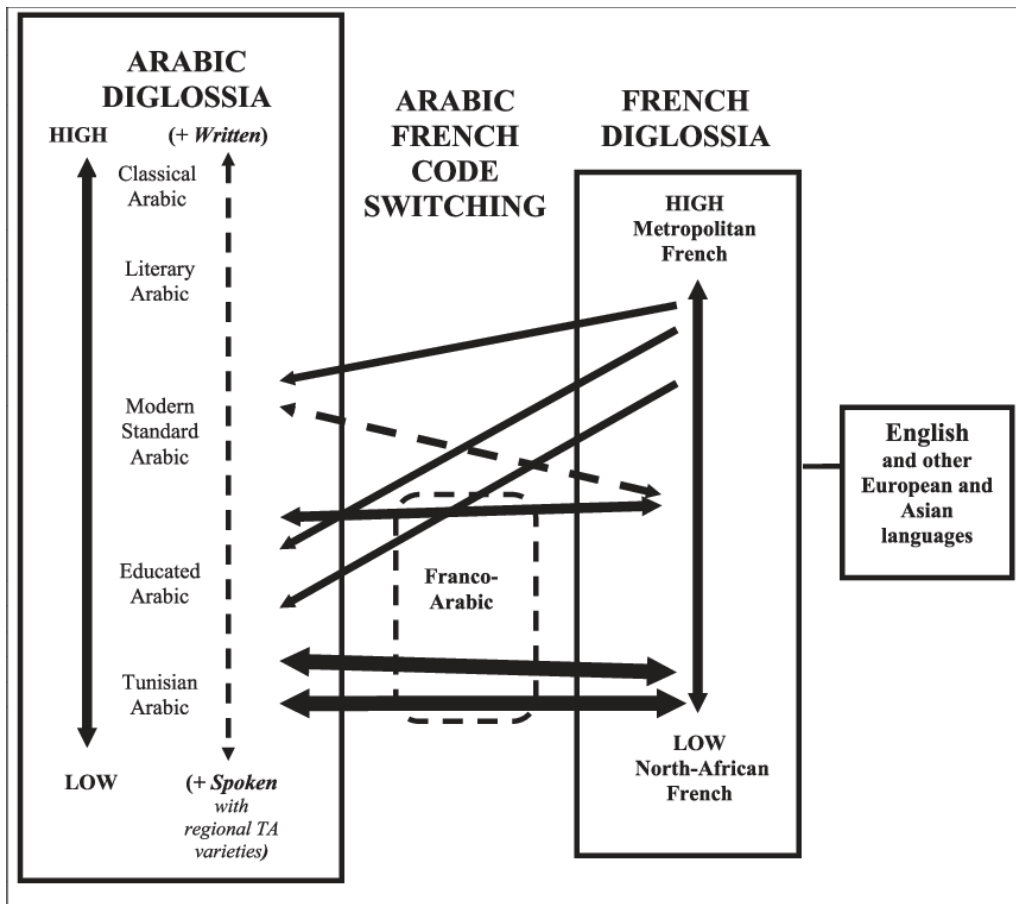 ARABIC
DIGLOSSIA
HIGH
(+ Written)
Classical
Arabic
Literary
Arabic
Modern
Standard
Arabic
Educated
Arabic
Tunisian
Arabic
LOW
(+ Spoken
with
regional TA
varieties)
ARABIC
FRENCH
CODE
SWITCHING
Franco-
Arabic
FRENCH
DIGLOSSIA
HIGH
Metropolitan
French
LOW
North-African
French
English
and other
European and
Asian
languages